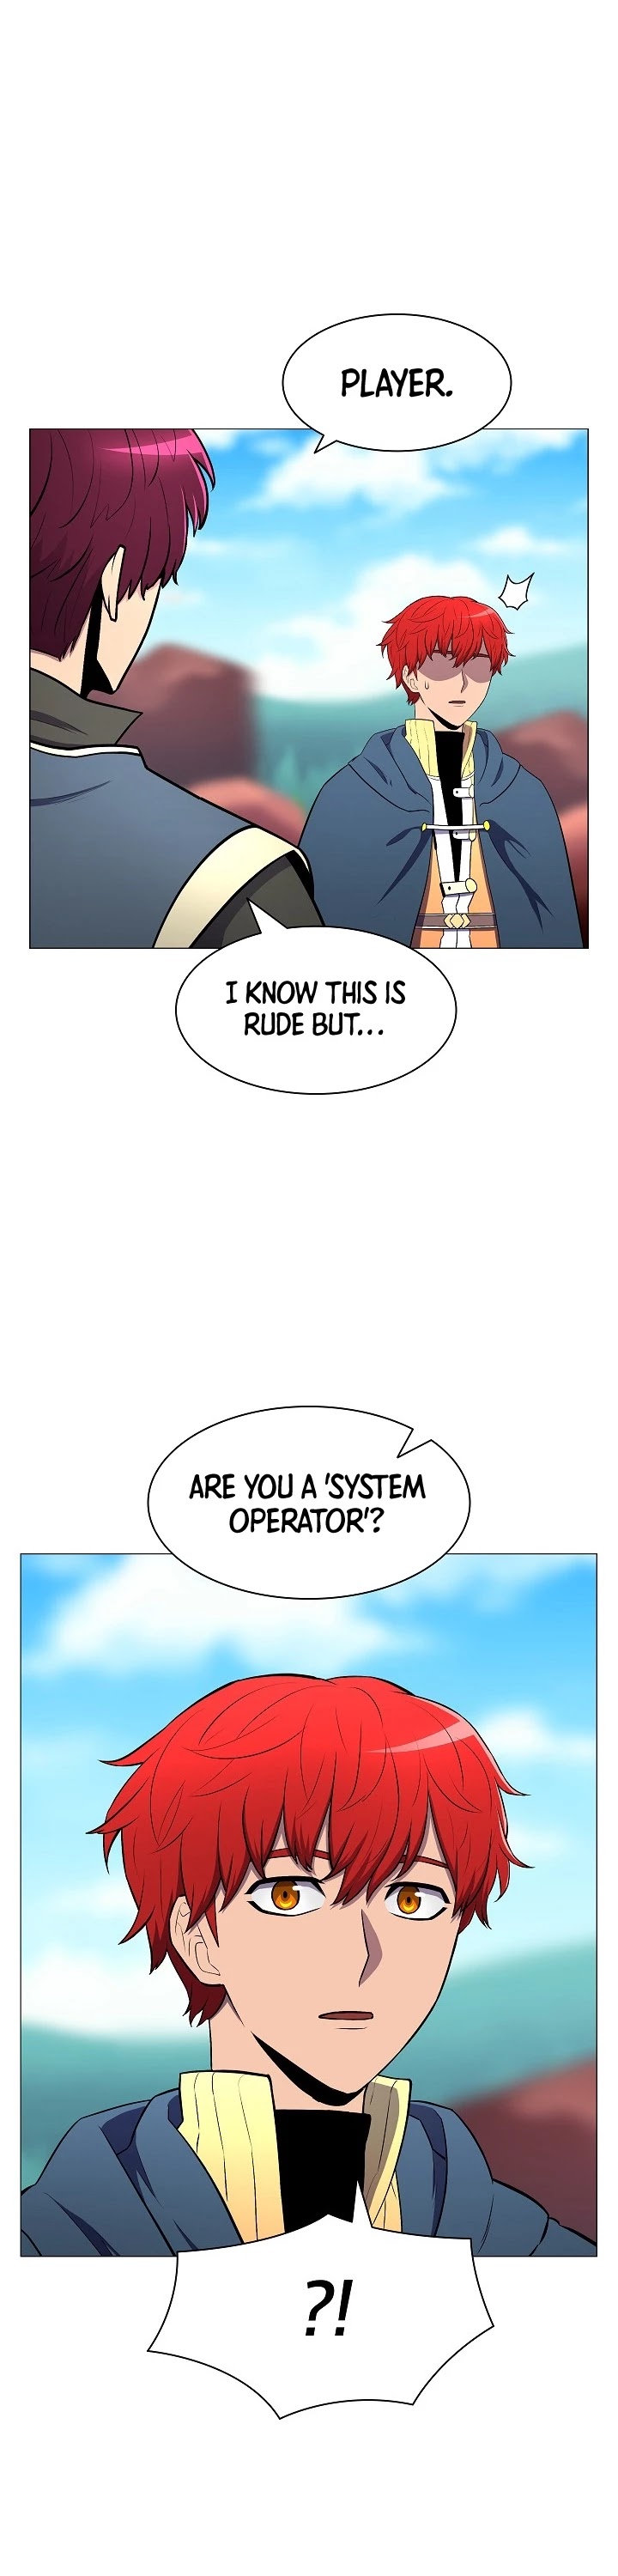 PLAYER.
I KNOW THIS IS
RUDE BUT...
ARE YOU A 'SYSTEM
OPERATOR'?
?!